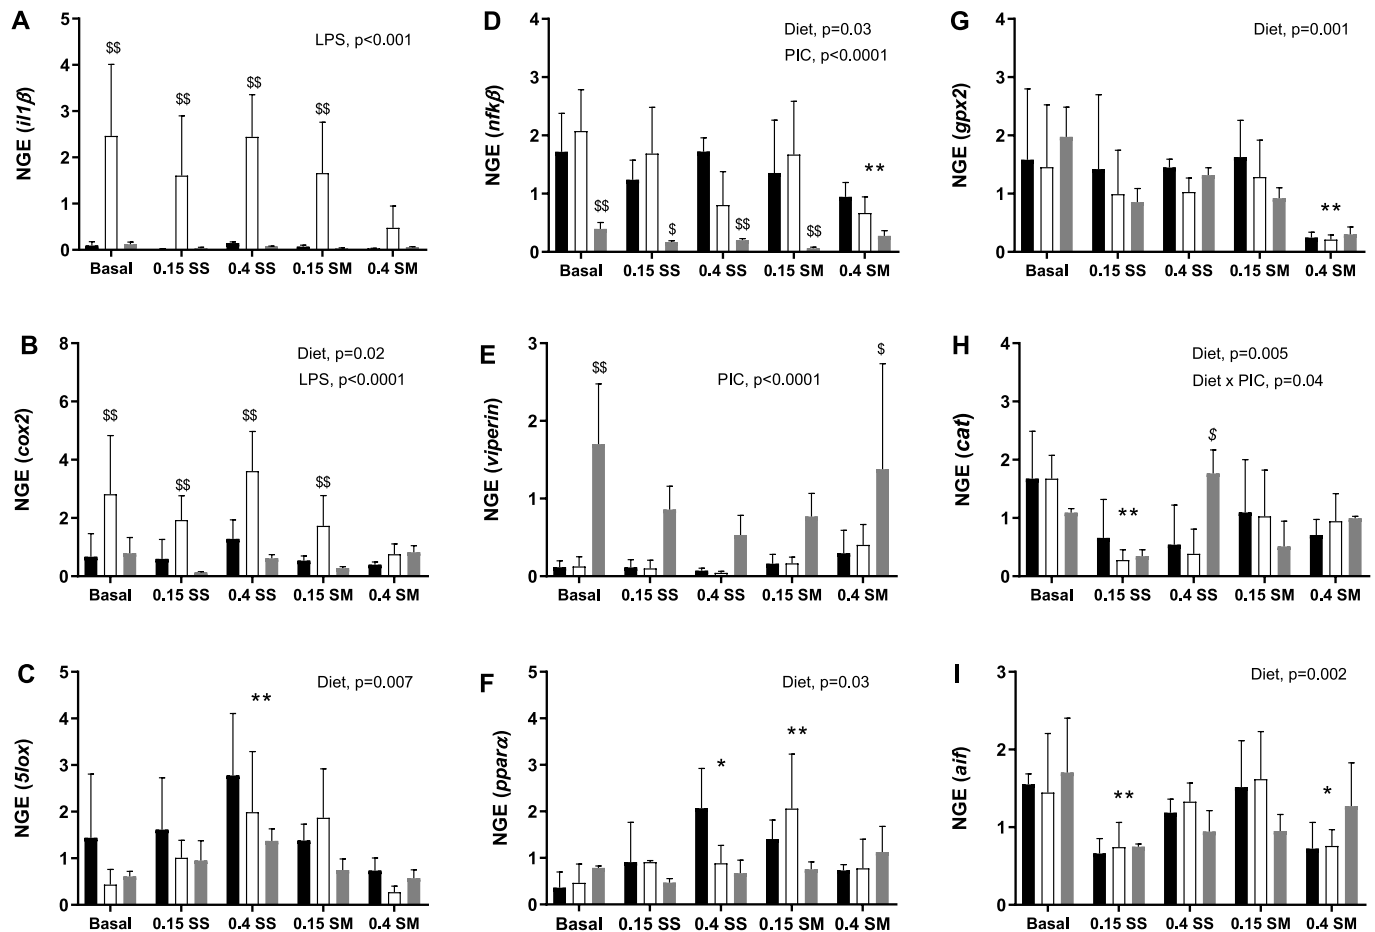 A
NGE (il1β)
5
4
3
2
1
0
LPS, p<0.001
$$
$$
$$
$$
Basal 0.15 SS 0.4 SS 0.15 SM 0.4 SM
D
NGE (nfkβ)
4
3
2
1
0
Diet, p=0.03
PIC, p<0.0001
**
$$
$
$$
$$
Basal 0.15 SS 0.4 SS 0.15 SM 0.4 SM
G
NGE (gpx2)
4
3
2
1
0
Diet, p=0.001
**
Basal 0.15 SS 0.4 SS 0.15 SM 0.4 SM
B
NGE (cox2)
8
6
4
2
0
Diet, p=0.02
LPS, p<0.0001
$$
$$
$$
$$
Basal 0.15 SS 0.4 SS 0.15 SM 0.4 SM
E
NGE (viperin)
3
2
1
0
PIC, p<0.0001
$$
$
Basal 0.15 SS 0.4 SS 0.15 SM 0.4 SM
H
NGE (cat)
4
3
2
1
0
Diet, p=0.005
Diet x PIC, p=0.04
**
$
Basal 0.15 SS 0.4 SS 0.15 SM 0.4 SM
C
NGE (5lox)
5
4
3
2
1
0
Diet, p=0.007
**
Basal 0.15 SS 0.4 SS 0.15 SM 0.4 SM
F
NGE (pparα)
5
4
3
2
1
0
Diet, p=0.03
*
**
Basal 0.15 SS 0.4 SS 0.15 SM 0.4 SM
I
NGE (aif)
3
2
1
0
Diet, p=0.002
**
*
Basal 0.15 SS 0.4 SS 0.15 SM 0.4 SM